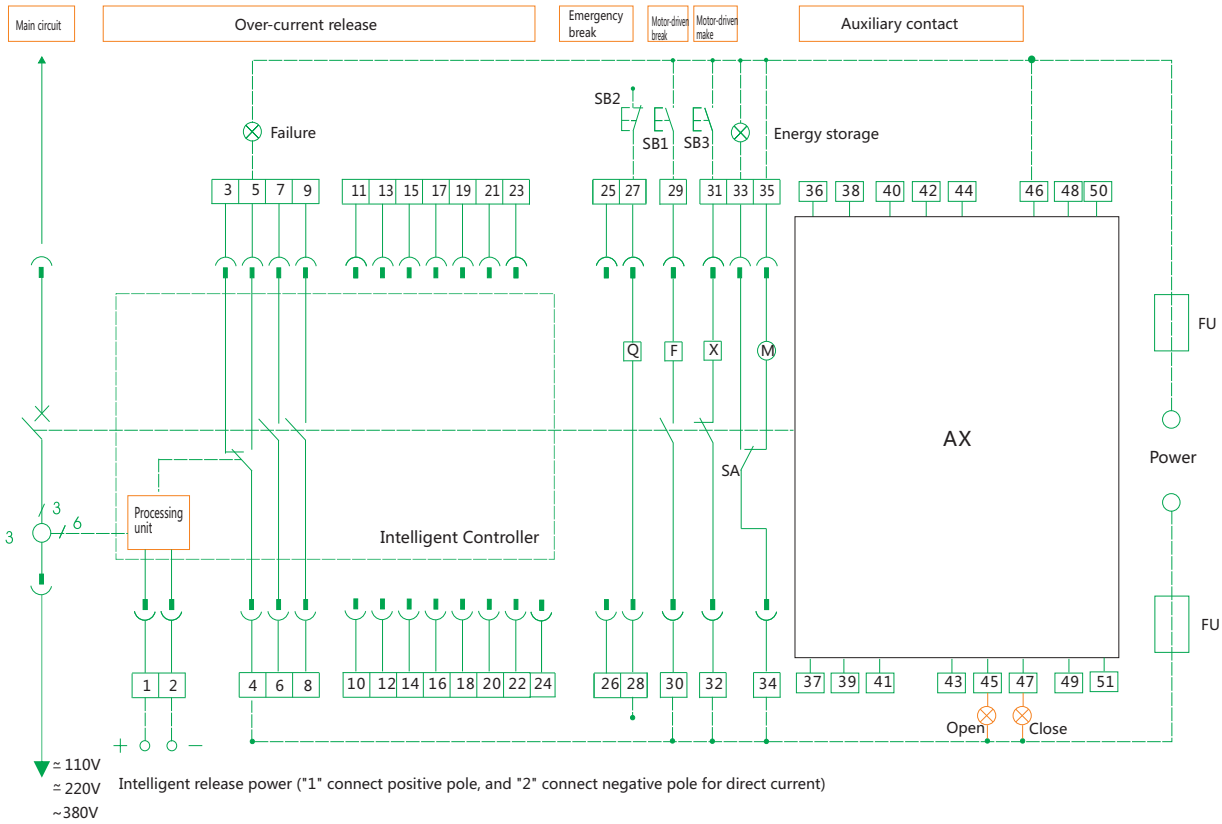 Main circuit
Over-current release
Emergency
break
Motor-driven
break
Motor-driven
make
Auxiliary contact
SB2
SB1
SB3
Failure
Energy storage
3 5 7 9
11 13 15 17 19 21 23
25 27
29
31 33 35
36 38 40 42 44 46 48 50
FU
Q F X M
AX
Power
SA
3
3
6
Processing
unit
Intelligent Controller
FU
1 2
4 6 8
10 12 14 16 18 20 22 24
26 28
30
32
34
37 39 41 43 45 47 49 51
Open
Close
+ −
≃ 110V
≃ 220V
~380V
Intelligent release power ("1" connect positive pole, and "2" connect negative pole for direct current)